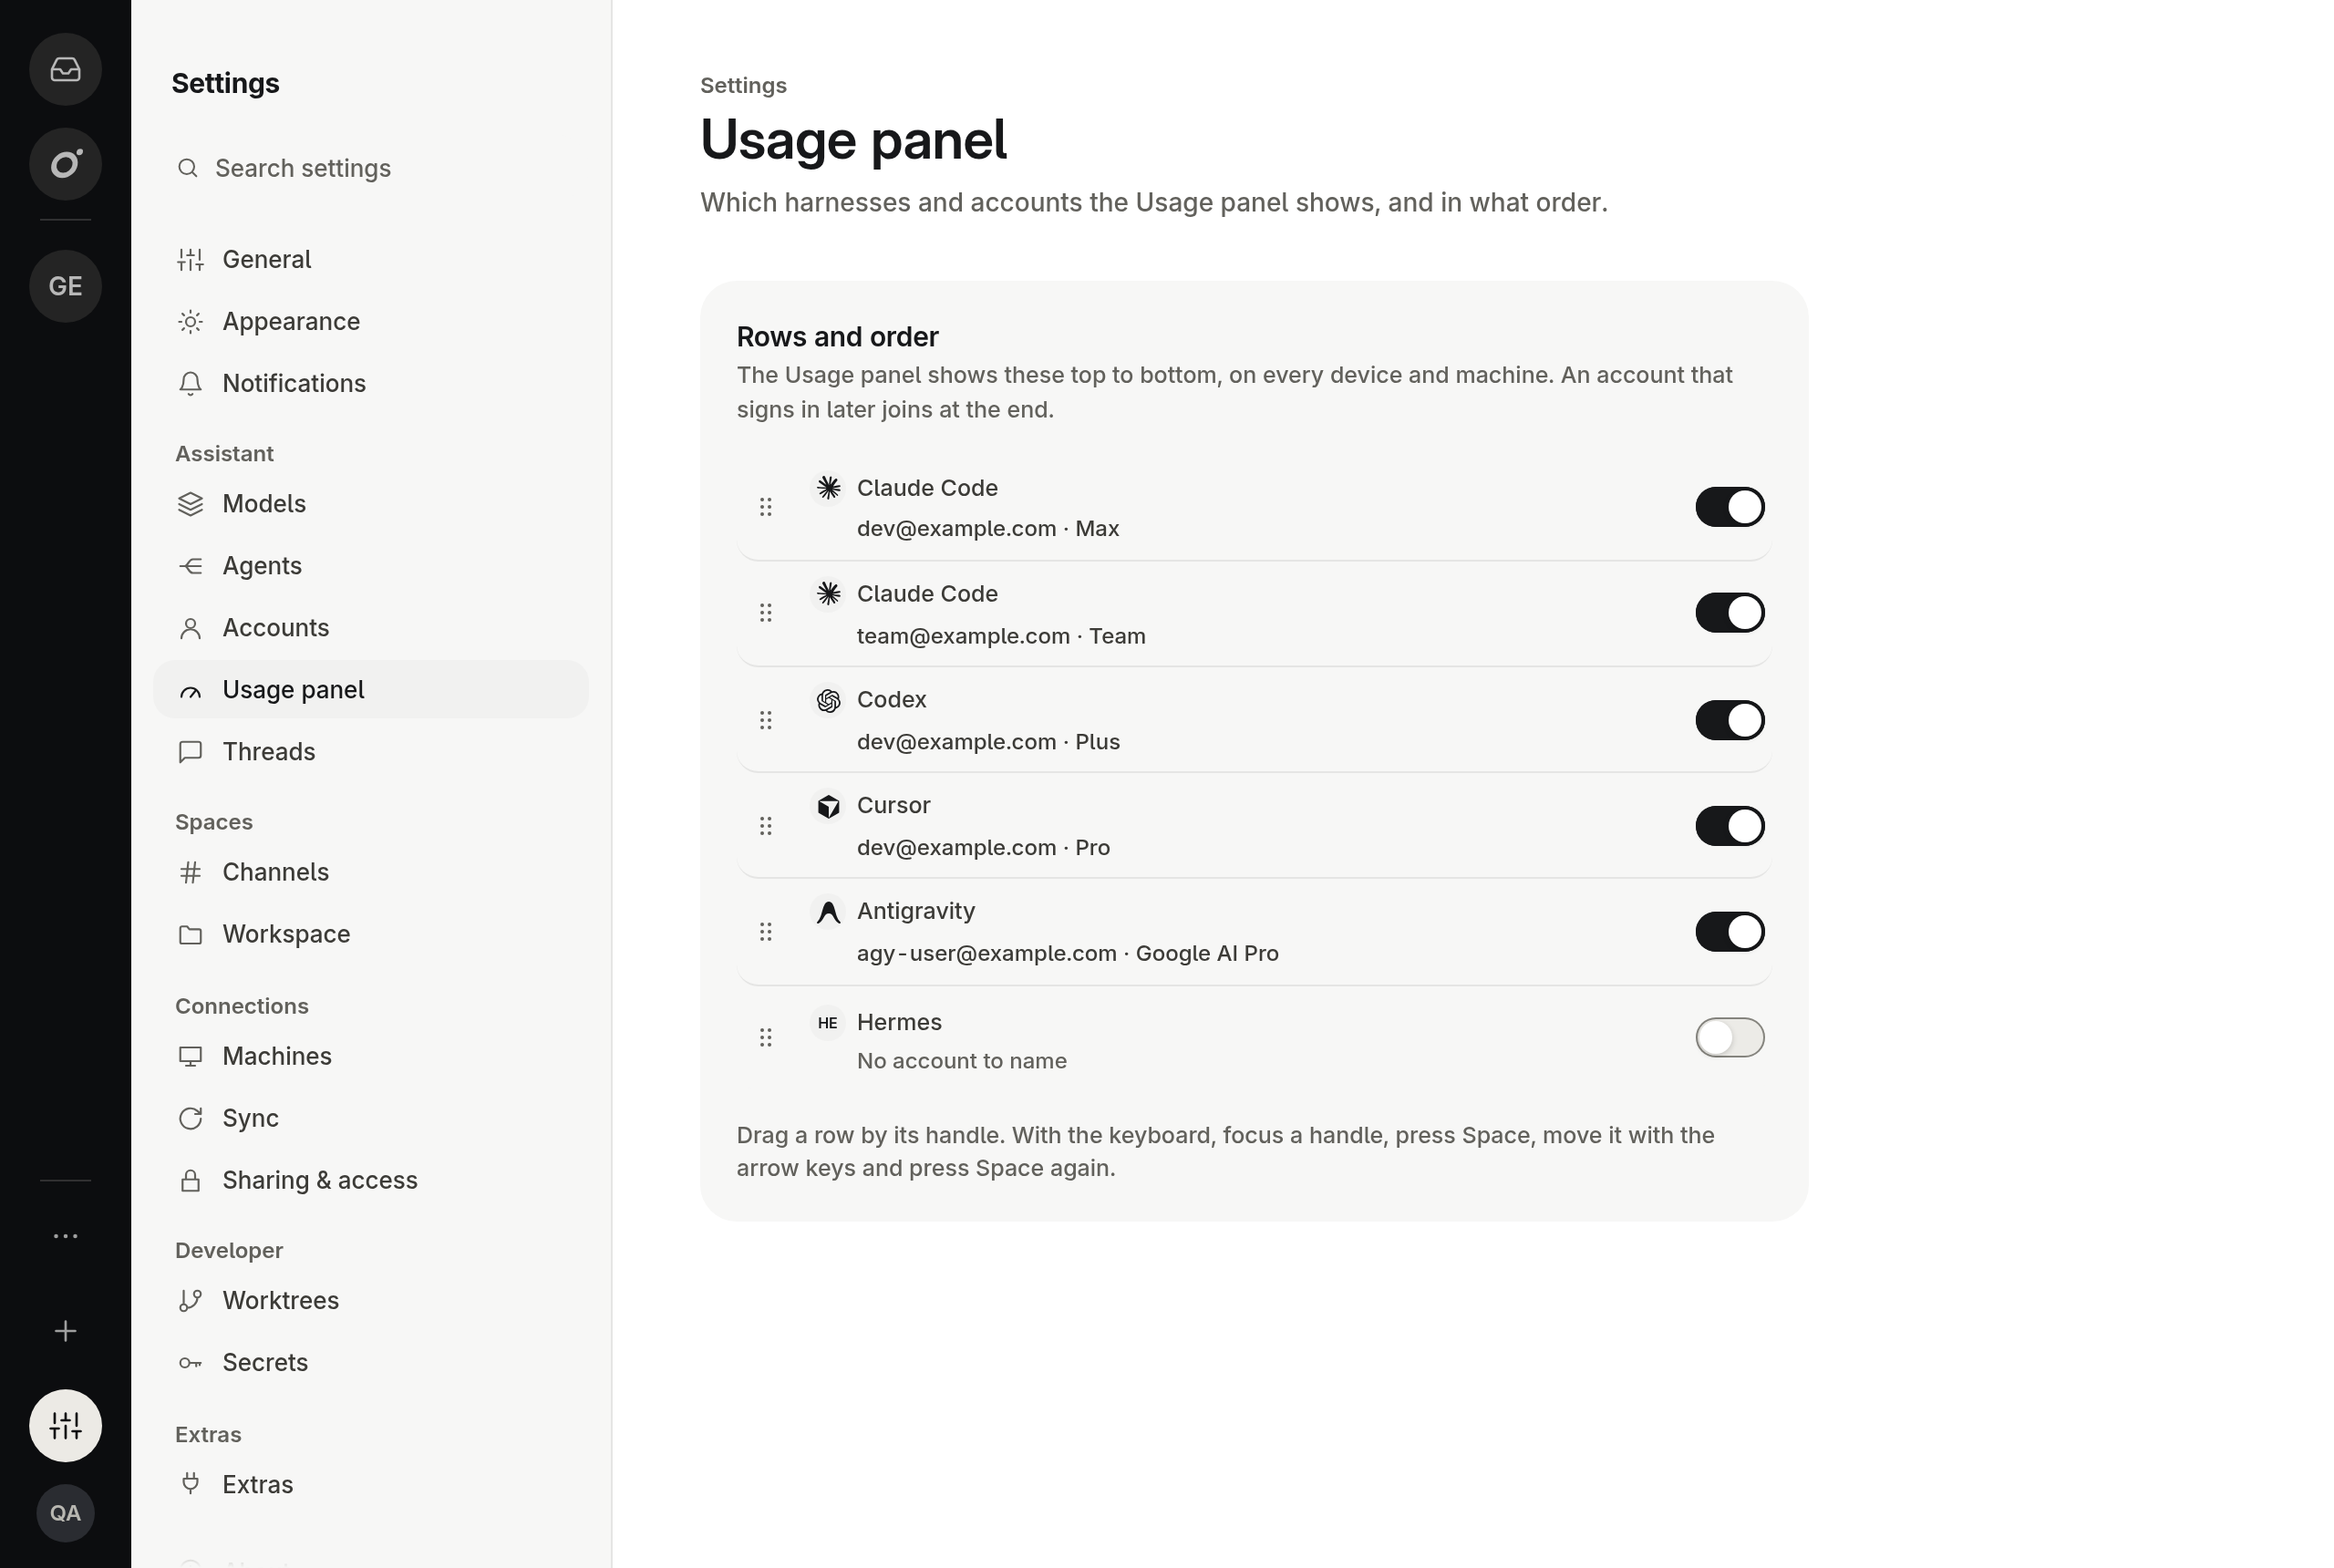 GE
QA
Settings
Search settings
General
Appearance
Notifications
Assistant
Models
Agents
Accounts
Usage panel
Threads
Spaces
Channels
Workspace
Connections
Machines
Sync
Sharing & access
Developer
Worktrees
Secrets
Extras
Extras
Settings
Usage panel
Which harnesses and accounts the Usage panel shows, and in what order.
Rows and order
The Usage panel shows these top to bottom, on every device and machine. An account that
signs in later joins at the end.
Claude Code
dev@example.com · Max
Claude Code
team@example.com · Team
Codex
dev@example.com · Plus
Cursor
dev@example.com · Pro
Antigravity
agy-user@example.com · Google AI Pro
HE Hermes
No account to name
Drag a row by its handle. With the keyboard, focus a handle, press Space, move it with the
arrow keys and press Space again.